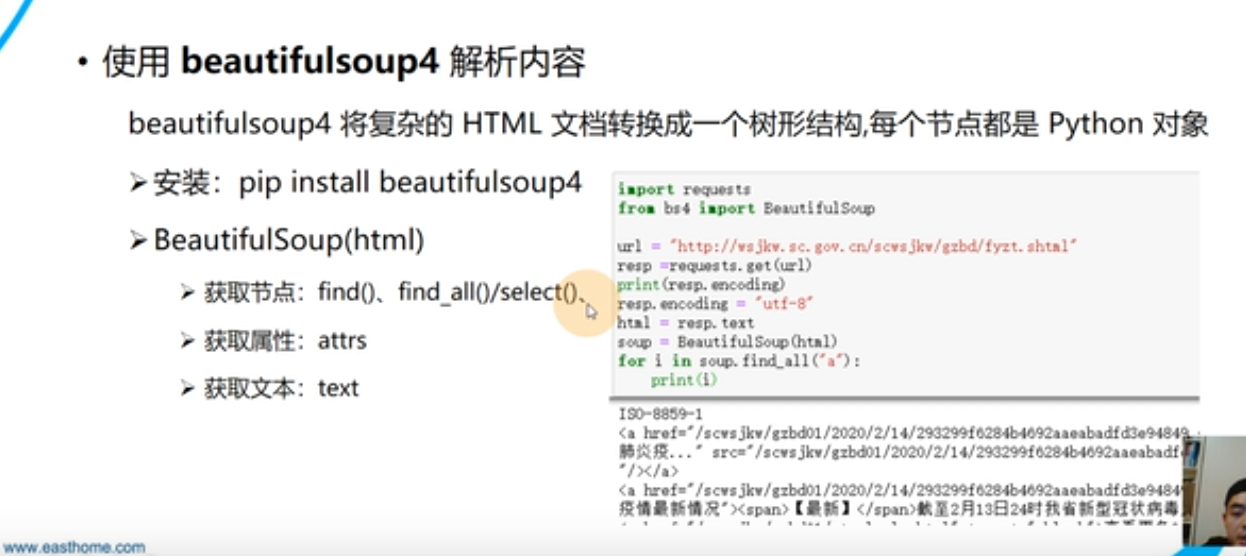 • 使用 beautifulsoup4 解析内容
beautifulsoup4 将复杂的 HTML 文档转换成一个树形结构,每个节点都是 Python 对象
➢安装：pip install beautifulsoup4
➢BeautifulSoup(html)
➢ 获取节点：find()、find_all()/select()、
➢ 获取属性：attrs
➢ 获取文本：text
import requests
from bs4 import BeautifulSoup
url = "http://wsjkw.sc.gov.cn/scwsjkw/gzbd/fyzt.shtml"
resp =requests.get(url)
print(resp.encoding)
resp.encoding = "utf-8"
html = resp.text
soup = BeautifulSoup(html)
for i in soup.find_all("a"):
print(i)
ISO-8859-1
<a href="/scwsjkw/gzbd01/2020/2/14/293299f6284b4692aaeabadfd3e94849
肺炎疫..." src="/scwsjkw/gzbd01/2020/2/14/293299f6284b4692aaeabadf
"/></a>
<a href="/scwsjkw/gzbd01/2020/2/14/293299f6284b4692aaeabadfd3e9484
疫情最新情况"><span>【最新】</span>截至2月13日24时我省新型冠状病毒
www.easthome.com